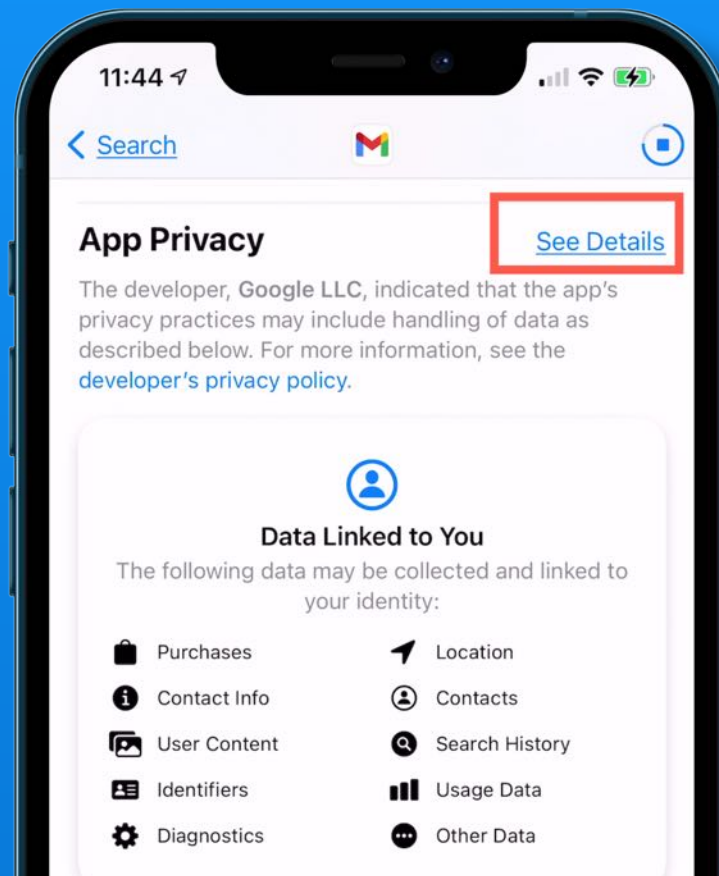 11:44
Search
App Privacy
See Details
The developer, Google LLC, indicated that the app's
privacy practices may include handling of data as
described below. For more information, see the
developer's privacy policy.
Data Linked to You
The following data may be collected and linked to
your identity:
Purchases
Location
Contact Info
Contacts
User Content
Search History
Identifiers
Usage Data
Diagnostics
Other Data